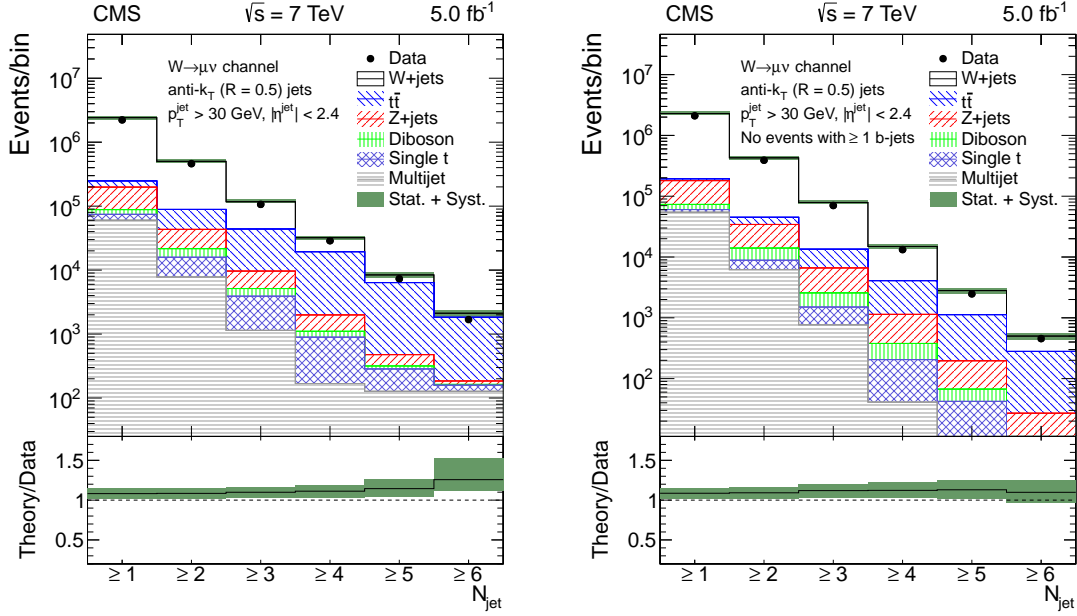 CMS √s = 7 TeV 5.0 fb⁻¹
Events/bin
10⁷
10⁶
10⁵
10⁴
10³
10²
W→μν channel
anti-k_T (R = 0.5) jets
p_T^jet > 30 GeV, |η^jet| < 2.4
Data
W+jets
tt̄
Z+jets
Diboson
Single t
Multijet
Stat. + Syst.
Theory/Data
1.5
1
0.5
≥ 1 ≥ 2 ≥ 3 ≥ 4 ≥ 5 ≥ 6
N_jet
CMS √s = 7 TeV 5.0 fb⁻¹
Events/bin
10⁷
10⁶
10⁵
10⁴
10³
10²
W→μν channel
anti-k_T (R = 0.5) jets
p_T^jet > 30 GeV, |η^jet| < 2.4
No events with ≥ 1 b-jets
Data
W+jets
tt̄
Z+jets
Diboson
Single t
Multijet
Stat. + Syst.
Theory/Data
1.5
1
0.5
≥ 1 ≥ 2 ≥ 3 ≥ 4 ≥ 5 ≥ 6
N_jet